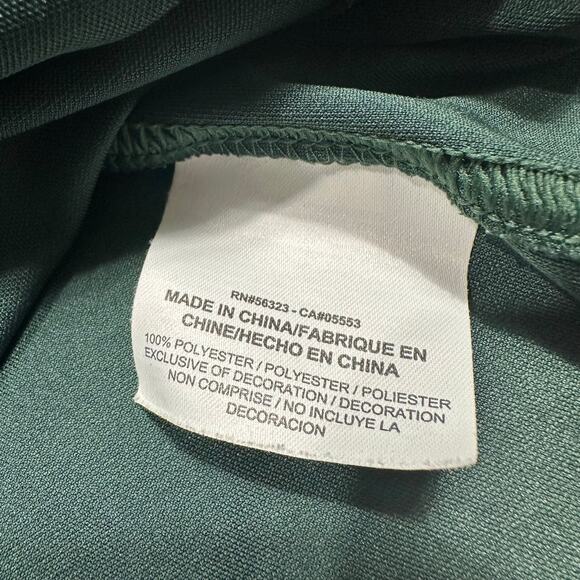 RN#56323 - CA#05553
MADE IN CHINA/FABRIQUE EN
CHINE/HECHO EN CHINA
100% POLYESTER / POLYESTER / POLIESTER
EXCLUSIVE OF DECORATION / DECORATION
NON COMPRISE / NO INCLUYE LA
DECORACION